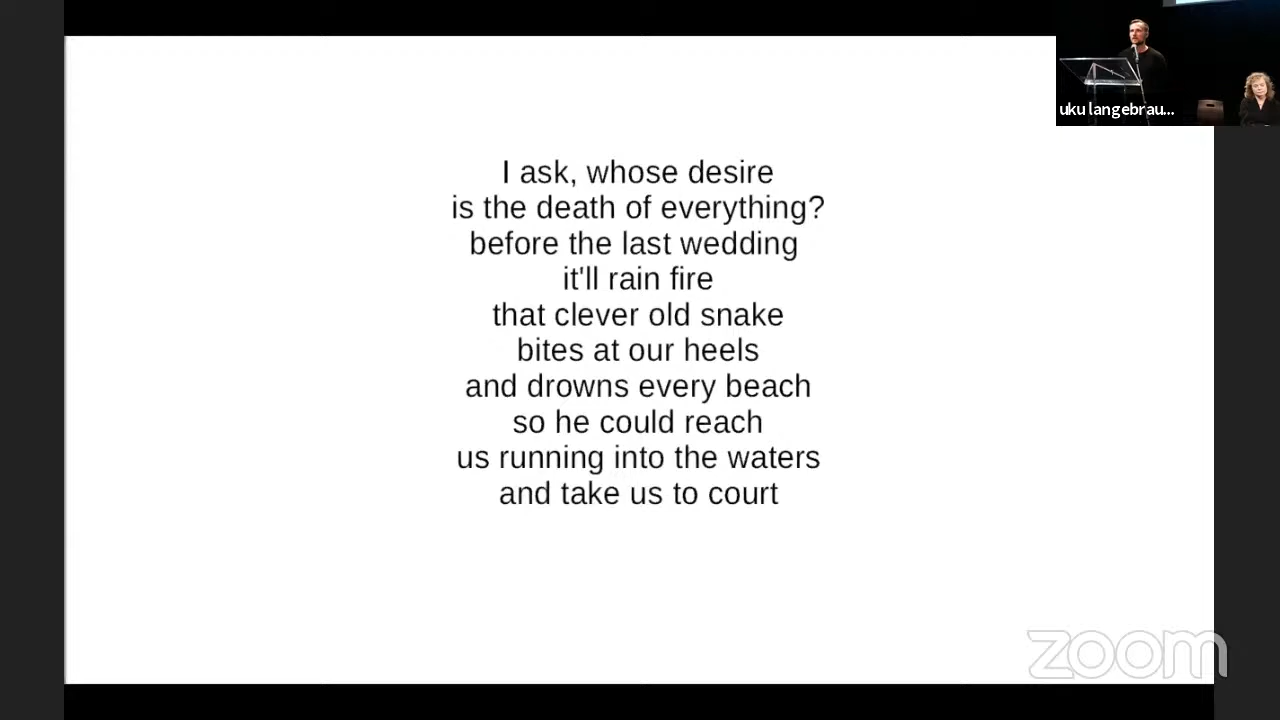 I ask, whose desire
is the death of everything?
before the last wedding
it'll rain fire
that clever old snake
bites at our heels
and drowns every beach
so he could reach
us running into the waters
and take us to court
uku langebrau...
zoom